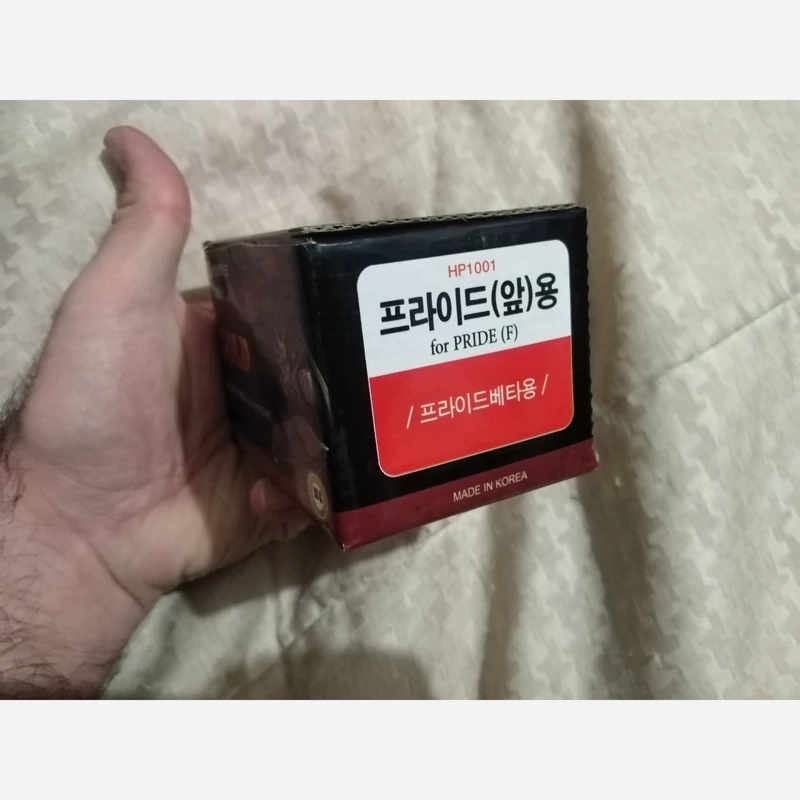 HP1001
프라이드(앞)용
for PRIDE (F)
/ 프라이드베타용 /
MADE IN KOREA